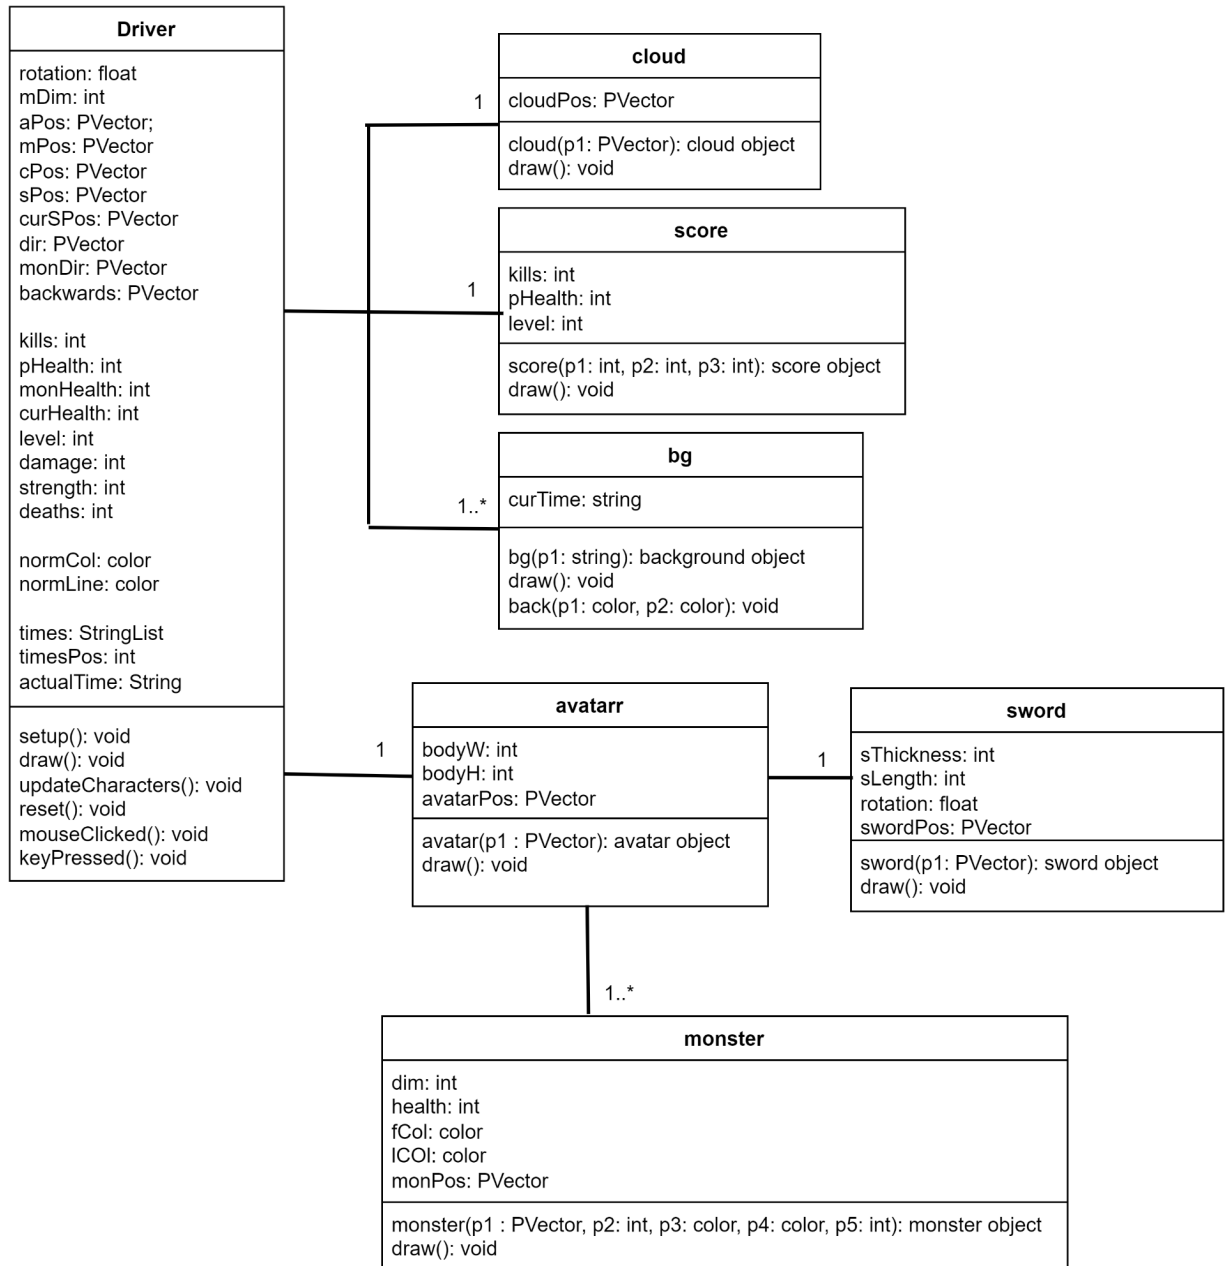 Driver
rotation: float
mDim: int
aPos: PVector;
mPos: PVector
cPos: PVector
sPos: PVector
curSPos: PVector
dir: PVector
monDir: PVector
backwards: PVector
kills: int
pHealth: int
monHealth: int
curHealth: int
level: int
damage: int
strength: int
deaths: int
normCol: color
normLine: color
times: StringList
timesPos: int
actualTime: String
setup(): void
draw(): void
updateCharacters(): void
reset(): void
mouseClicked(): void
keyPressed(): void
1
cloud
cloudPos: PVector
cloud(p1: PVector): cloud object
draw(): void
1
score
kills: int
pHealth: int
level: int
score(p1: int, p2: int, p3: int): score object
draw(): void
1..*
bg
curTime: string
bg(p1: string): background object
draw(): void
back(p1: color, p2: color): void
1
avatarr
bodyW: int
bodyH: int
avatarPos: PVector
avatar(p1 : PVector): avatar object
draw(): void
1
sword
sThickness: int
sLength: int
rotation: float
swordPos: PVector
sword(p1: PVector): sword object
draw(): void
1..*
monster
dim: int
health: int
fCol: color
lCOl: color
monPos: PVector
monster(p1 : PVector, p2: int, p3: color, p4: color, p5: int): monster object
draw(): void